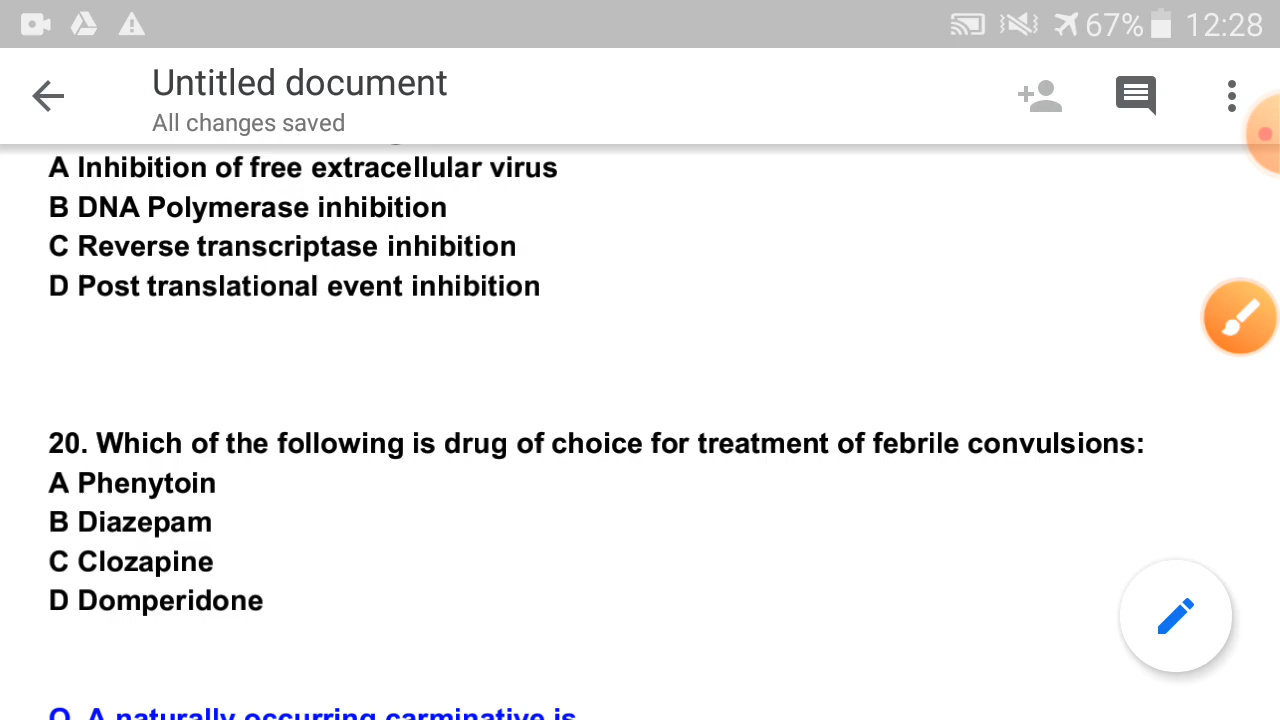 67% 12:28
Untitled document
All changes saved
A Inhibition of free extracellular virus
B DNA Polymerase inhibition
C Reverse transcriptase inhibition
D Post translational event inhibition
20. Which of the following is drug of choice for treatment of febrile convulsions:
A Phenytoin
B Diazepam
C Clozapine
D Domperidone
Q. A naturally occurring carminative is